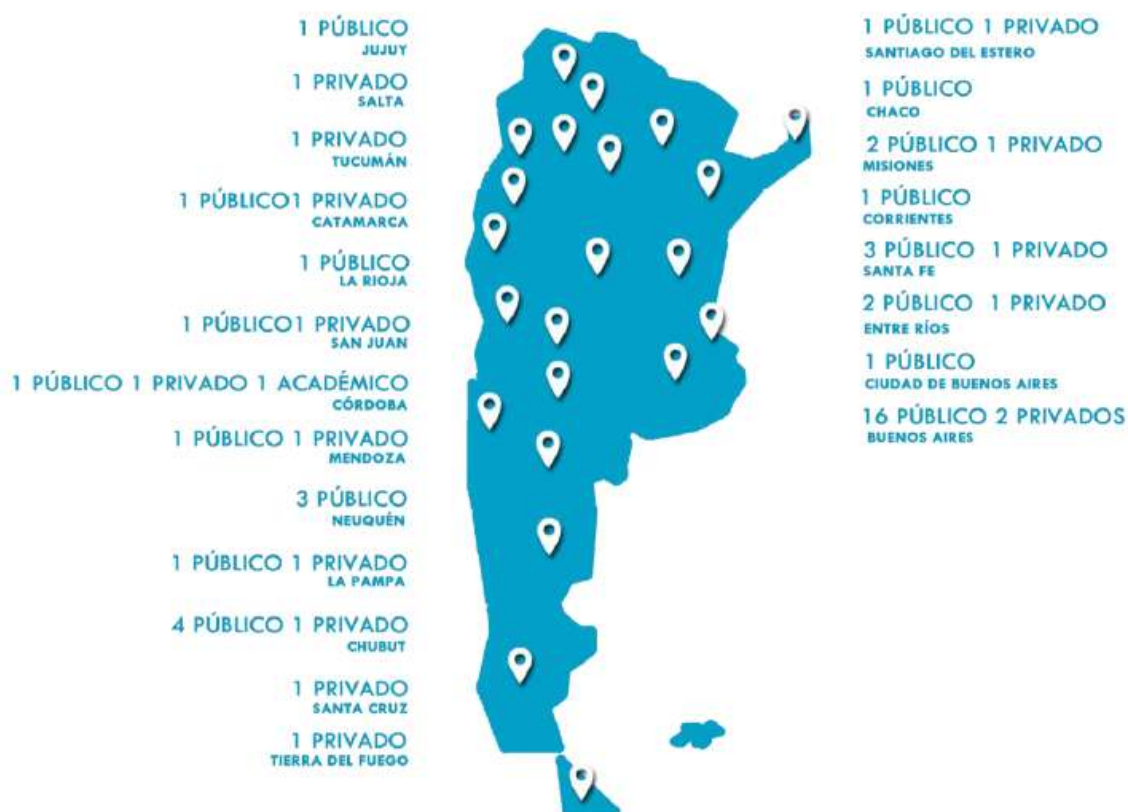 1 PÚBLICO
JUJUY
1 PRIVADO
SALTA
1 PRIVADO
TUCUMÁN
1 PÚBLICO1 PRIVADO
CATAMARCA
1 PÚBLICO
LA RIOJA
1 PÚBLICO1 PRIVADO
SAN JUAN
1 PÚBLICO 1 PRIVADO 1 ACADÉMICO
CÓRDOBA
1 PÚBLICO 1 PRIVADO
MENDOZA
3 PÚBLICO
NEUQUÉN
1 PÚBLICO 1 PRIVADO
LA PAMPA
4 PÚBLICO 1 PRIVADO
CHUBUT
1 PRIVADO
SANTA CRUZ
1 PRIVADO
TIERRA DEL FUEGO
1 PÚBLICO 1 PRIVADO
SANTIAGO DEL ESTERO
1 PÚBLICO
CHACO
2 PÚBLICO 1 PRIVADO
MISIONES
1 PÚBLICO
CORRIENTES
3 PÚBLICO 1 PRIVADO
SANTA FE
2 PÚBLICO 1 PRIVADO
ENTRE RÍOS
1 PÚBLICO
CIUDAD DE BUENOS AIRES
16 PÚBLICO 2 PRIVADOS
BUENOS AIRES